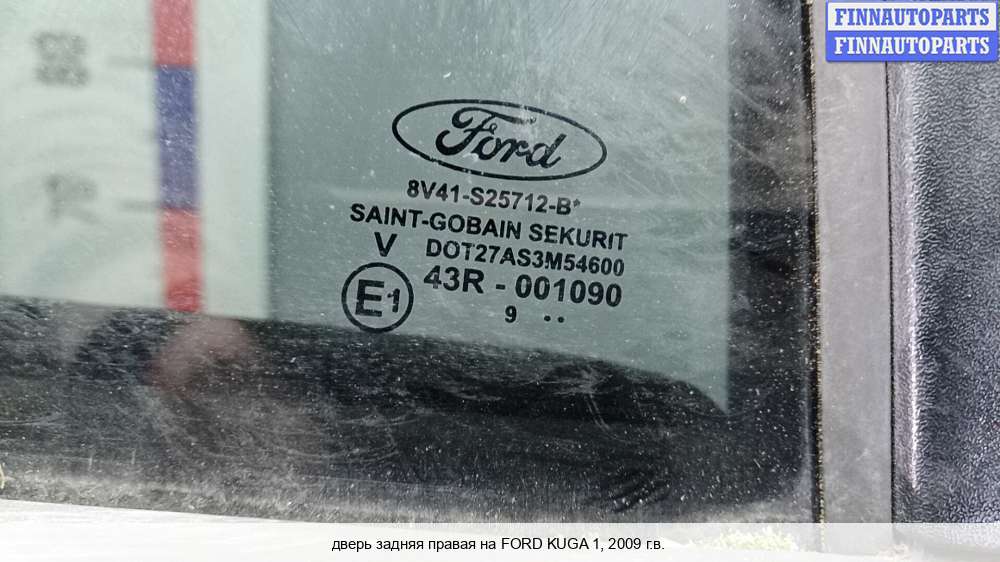 FINNAUTOPARTS
FINNAUTOPARTS
Ford
8V41-S25712-B*
SAINT-GOBAIN SEKURIT
V DOT27AS3M54600
E1 43R - 001090
9 ..
дверь задняя правая на FORD KUGA 1, 2009 г.в.